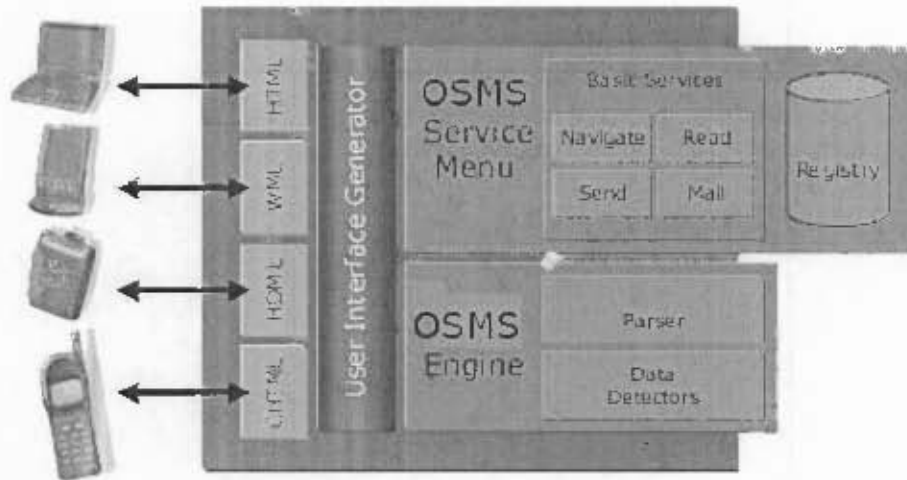 HTML
WML
HDML
CHTML
User Interface Generator
OSMS
Service
Menu
Basic Services
Navigate
Read
Send
Mail
Registry
OSMS
Engine
Parser
Data
Detectors